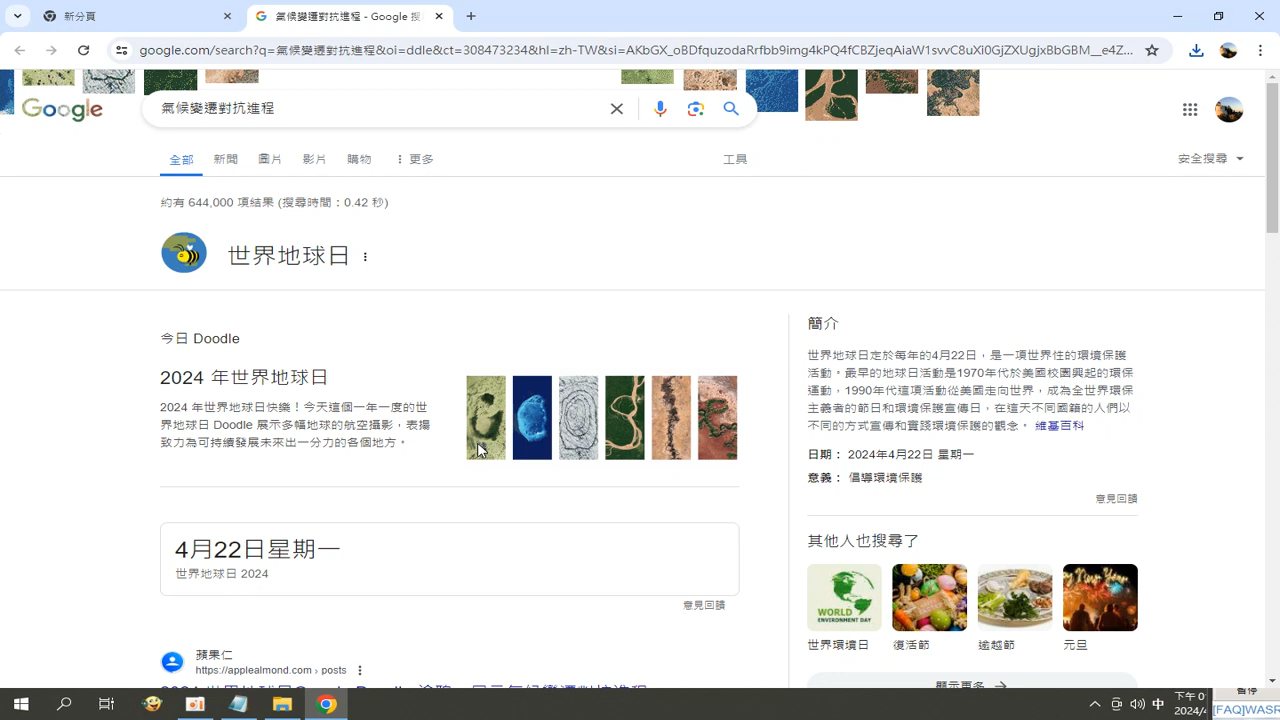 新分頁
氣候變遷對抗進程 - Google 搜
google.com/search?q=氣候變遷對抗進程&oi=ddle&ct=308473234&hl=zh-TW&si=AKbGX_oBDfquzodaRrfbb9img4kPQ4fCBZjeqAiaW1svvC8uXi0GjZXUgjxBbGBM__e4Z...
Google
氣候變遷對抗進程
全部
新聞
圖片
影片
購物
更多
工具
安全搜尋
約有 644,000 項結果 (搜尋時間：0.42 秒)
世界地球日
今日 Doodle
2024 年世界地球日
2024 年世界地球日快樂！今天這個一年一度的世
界地球日 Doodle 展示多幅地球的航空攝影，表揚
致力為可持續發展未來出一分力的各個地方。
4月22日星期一
世界地球日 2024
意見回饋
蘋果仁
https://applealmond.com › posts
簡介
世界地球日定於每年的4月22日，是一項世界性的環境保護
活動。最早的地球日活動是1970年代於美國校園興起的環保
運動，1990年代這項活動從美國走向世界，成為全世界環保
主義者的節日和環境保護宣傳日，在這天不同國籍的人們以
不同的方式宣傳和實踐環境保護的觀念。 維基百科
日期： 2024年4月22日 星期一
意義： 倡導環境保護
意見回饋
其他人也搜尋了
WORLD
ENVIRONMENT DAY
世界環境日
復活節
逾越節
元旦
顯示更多
中
下午 0
2024/4
暫停
[FAQ]WASR